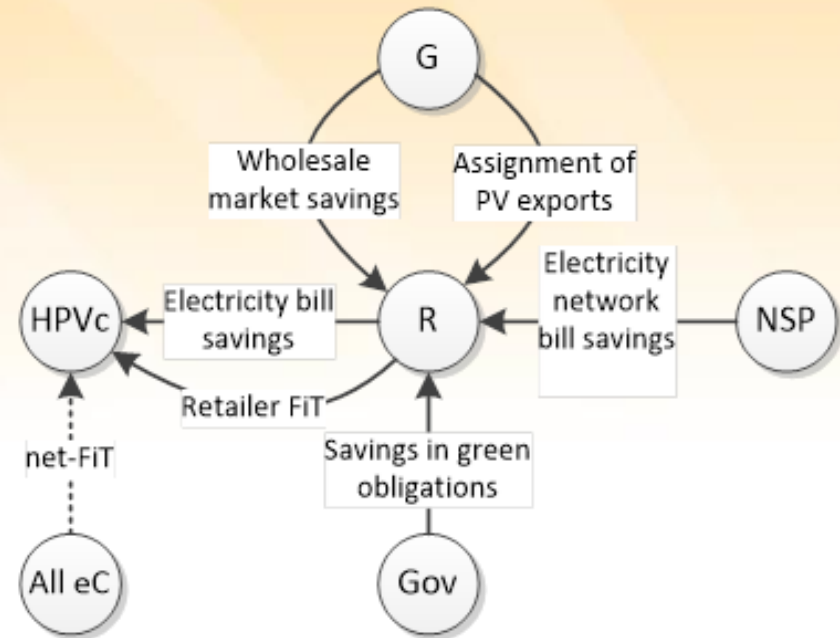 G
Wholesale
market savings
Assignment of
PV exports
HPVc
Electricity bill
savings
R
Electricity
network
bill savings
NSP
Retailer FiT
net-FiT
Savings in green
obligations
All eC
Gov